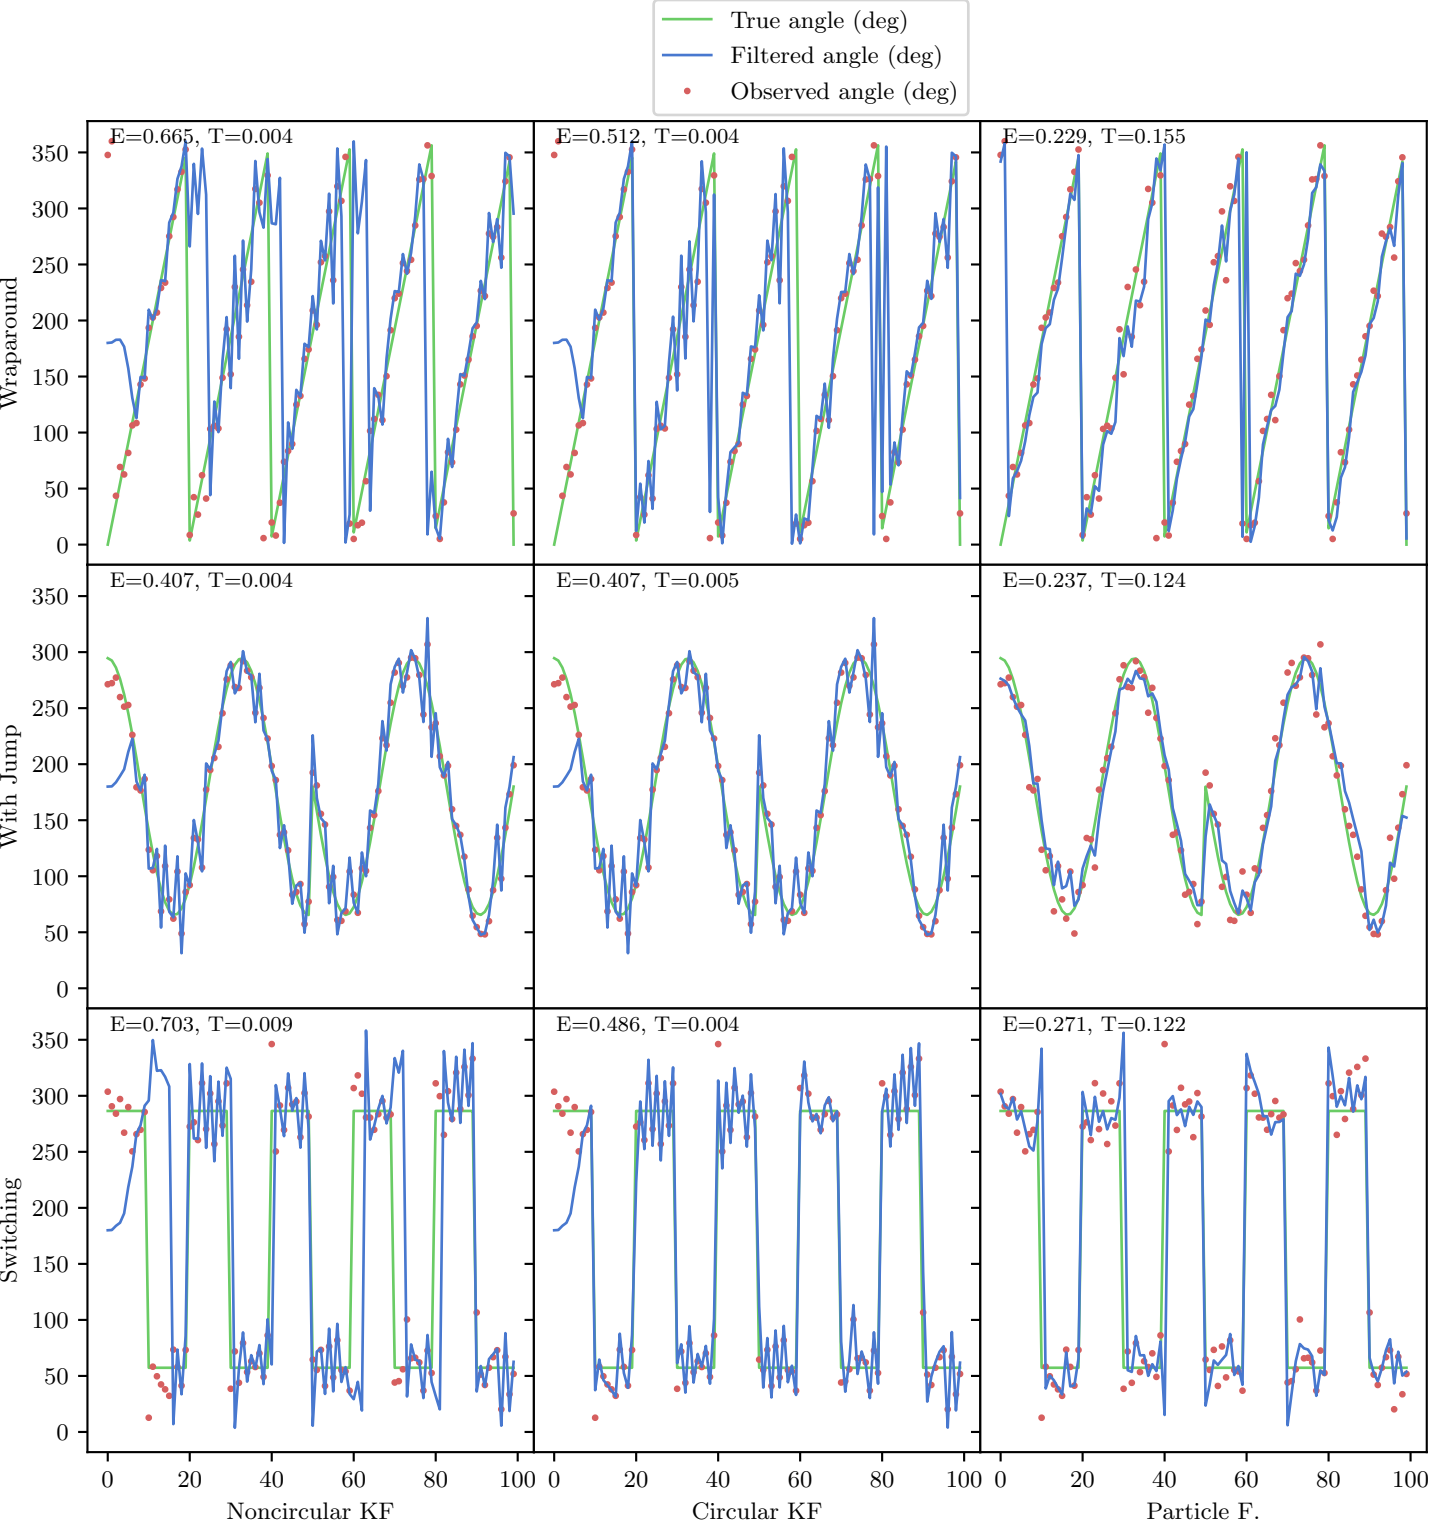 True angle (deg)
Filtered angle (deg)
Observed angle (deg)
E=0.665, T=0.004
E=0.512, T=0.004
E=0.229, T=0.155
350
300
250
200
150
100
50
0
Wraparound
E=0.407, T=0.004
E=0.407, T=0.005
E=0.237, T=0.124
350
300
250
200
150
100
50
0
With Jump
E=0.703, T=0.009
E=0.486, T=0.004
E=0.271, T=0.122
350
300
250
200
150
100
50
0
Switching
0 20 40 60 80 100
0 20 40 60 80 100
0 20 40 60 80 100
Noncircular KF
Circular KF
Particle F.